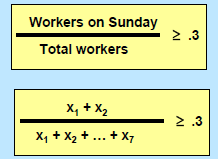 Workers on Sunday
Total workers
≥ .3
x₁ + x₂
x₁ + x₂ + … + x₇
≥ .3